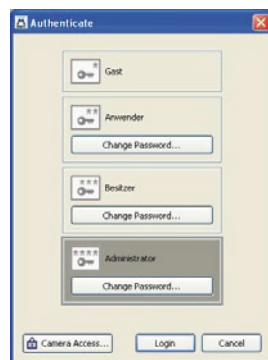 Authenticate
Gast
Anwender
Change Password...
Besitzer
Change Password...
Administrator
Change Password...
Camera Access...
Login
Cancel